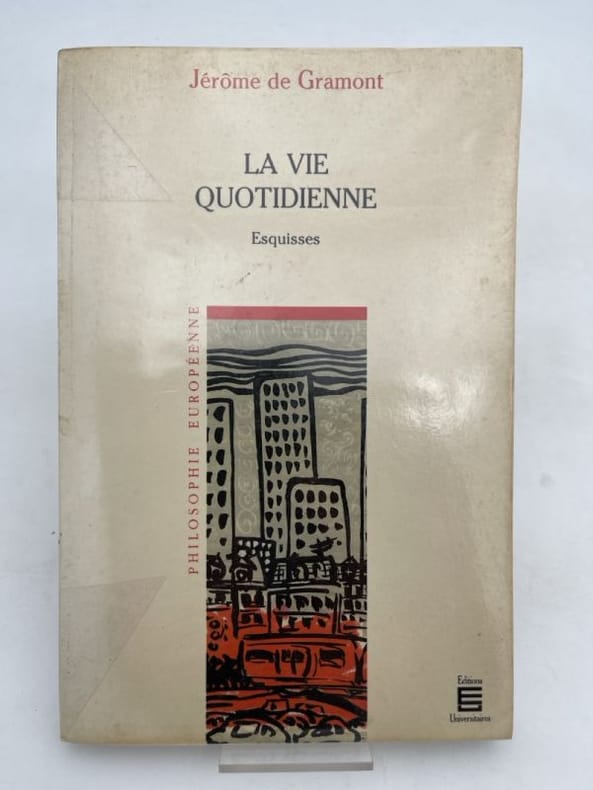 Jérôme de Gramont
LA VIE
QUOTIDIENNE
Esquisses
PHILOSOPHIE EUROPÉENNE
Editions
Universitaires